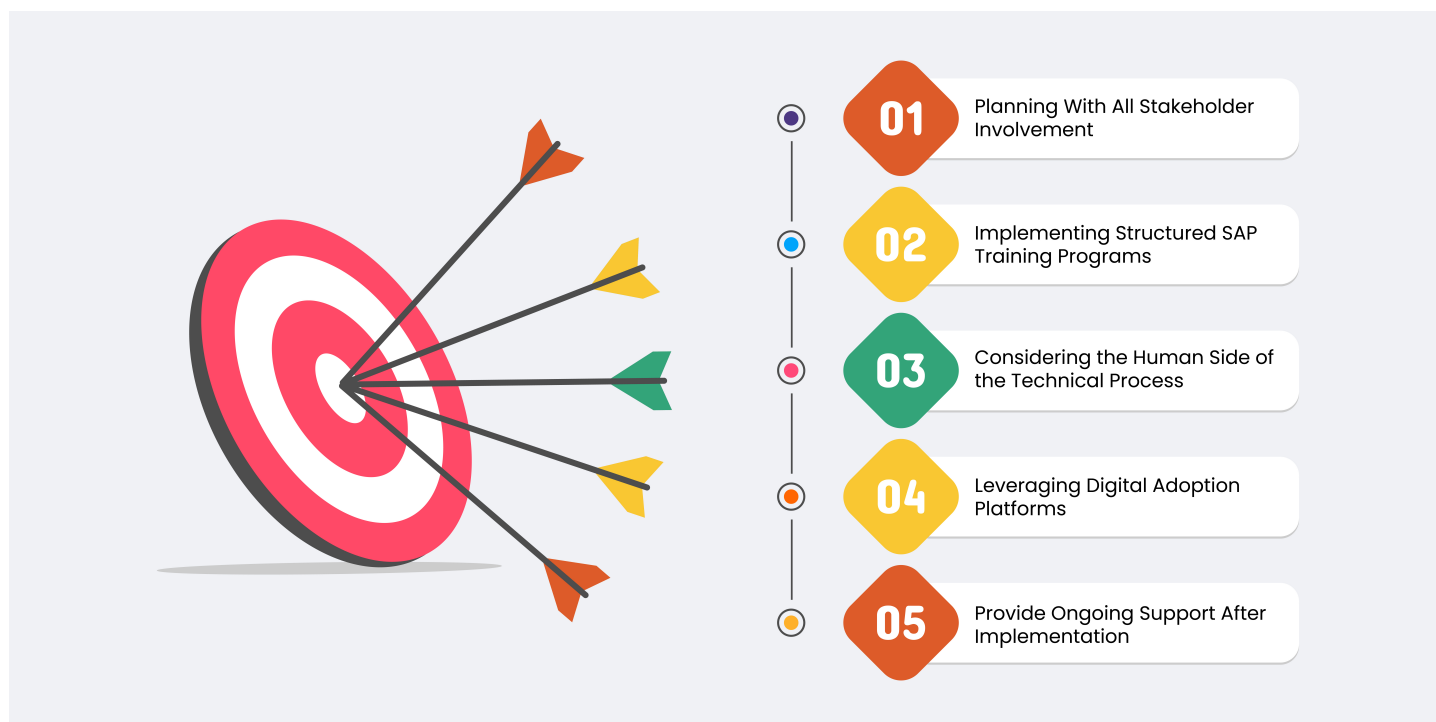 01
Planning With All Stakeholder
Involvement
02
Implementing Structured SAP
Training Programs
03
Considering the Human Side of
the Technical Process
04
Leveraging Digital Adoption
Platforms
05
Provide Ongoing Support After
Implementation